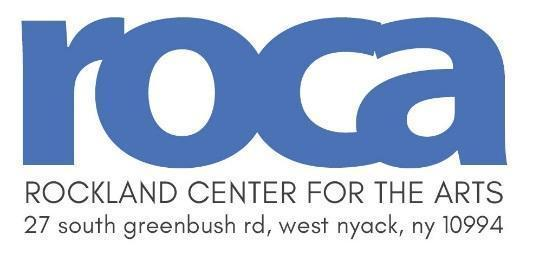 roca
ROCKLAND CENTER FOR THE ARTS
27 south greenbush rd, west nyack, ny 10994